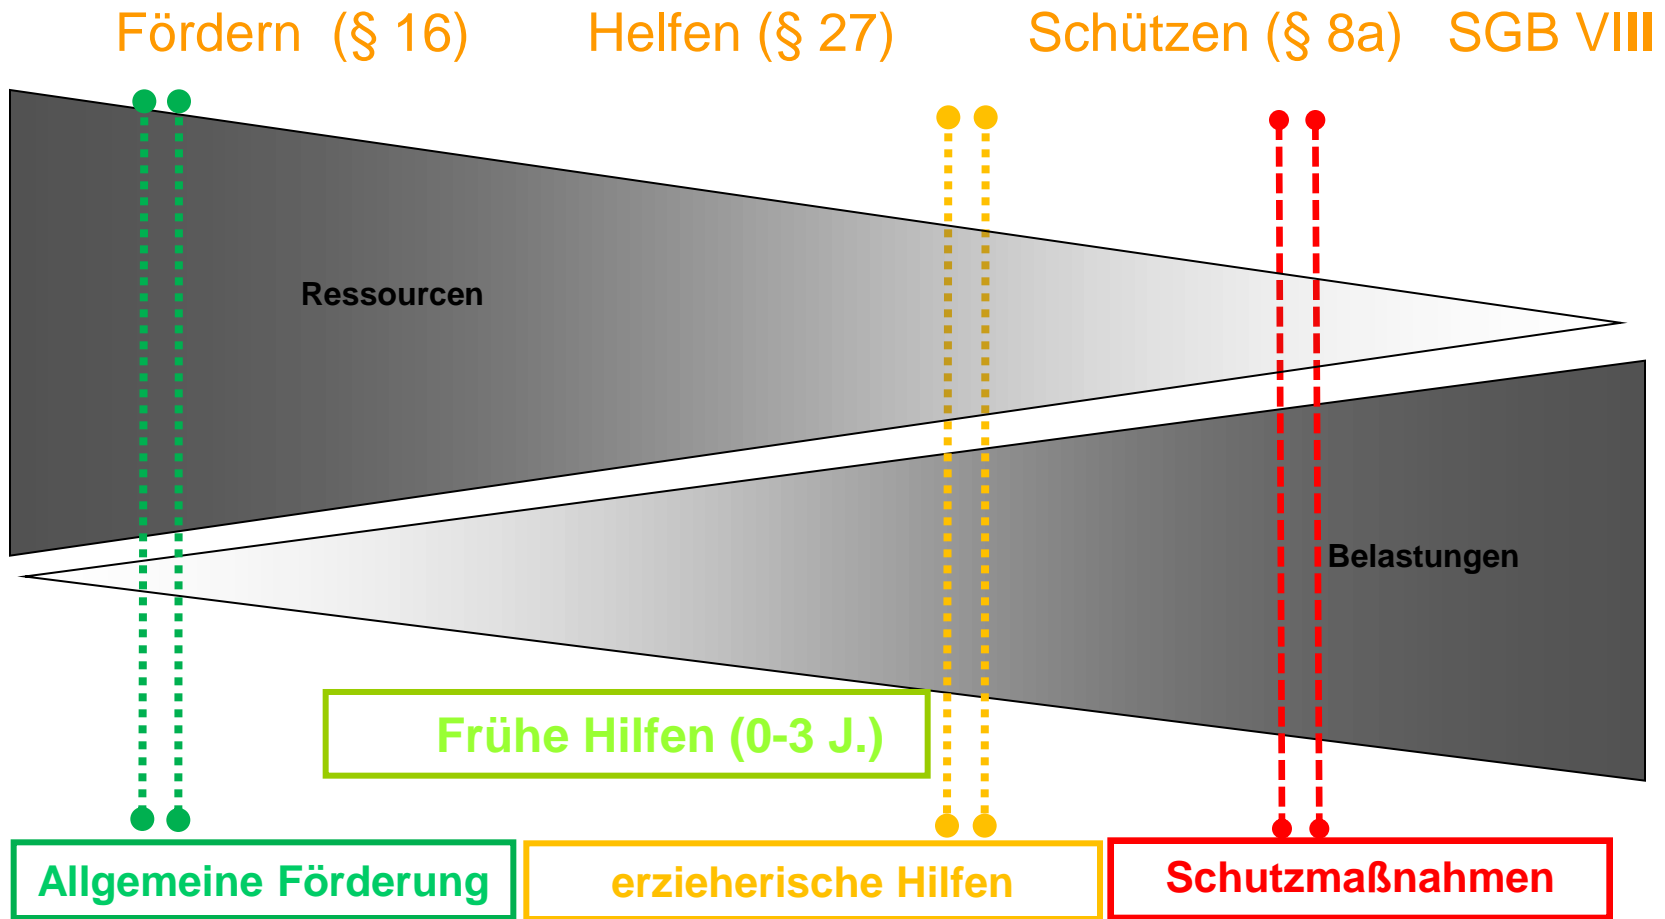 Fördern (§ 16) Helfen (§ 27) Schützen (§ 8a) SGB VIII
Ressourcen
Belastungen
Frühe Hilfen (0-3 J.)
Allgemeine Förderung erzieherische Hilfen Schutzmaßnahmen